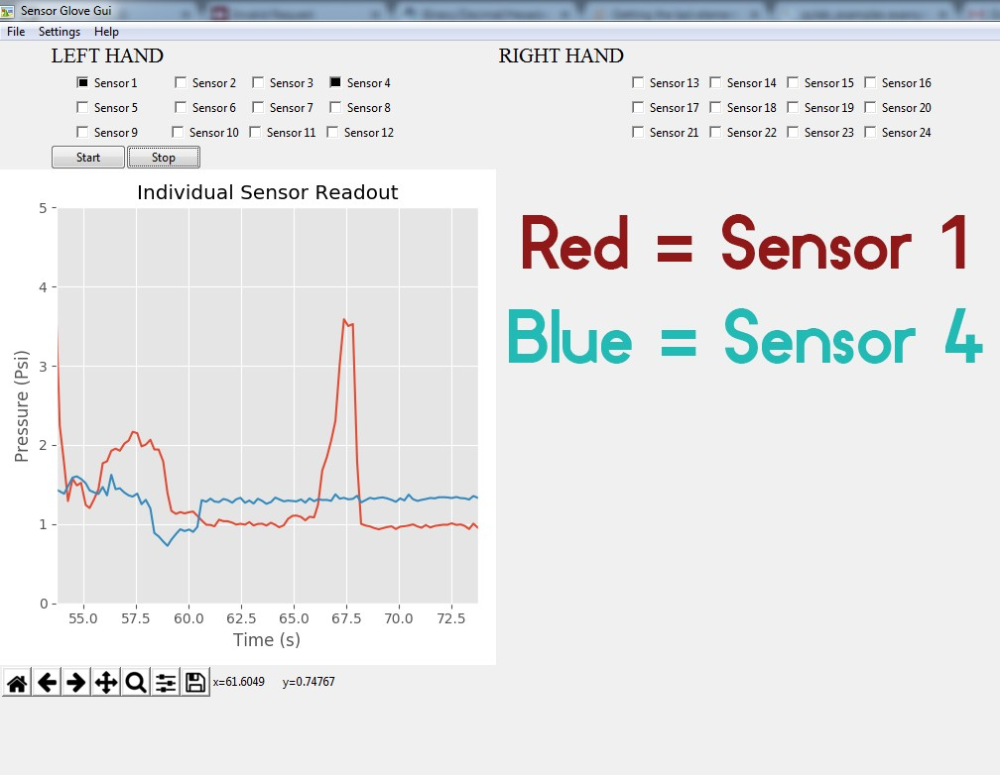 Sensor Glove Gui
File Settings Help
LEFT HAND RIGHT HAND
Sensor 1 Sensor 2 Sensor 3 Sensor 4 Sensor 13 Sensor 14 Sensor 15 Sensor 16
Sensor 5 Sensor 6 Sensor 7 Sensor 8 Sensor 17 Sensor 18 Sensor 19 Sensor 20
Sensor 9 Sensor 10 Sensor 11 Sensor 12 Sensor 21 Sensor 22 Sensor 23 Sensor 24
Start Stop
Individual Sensor Readout
5
4
3
2
1
0
Pressure (Psi)
55.0 57.5 60.0 62.5 65.0 67.5 70.0 72.5
Time (s)
Red = Sensor 1
Blue = Sensor 4
x=61.6049 y=0.74767